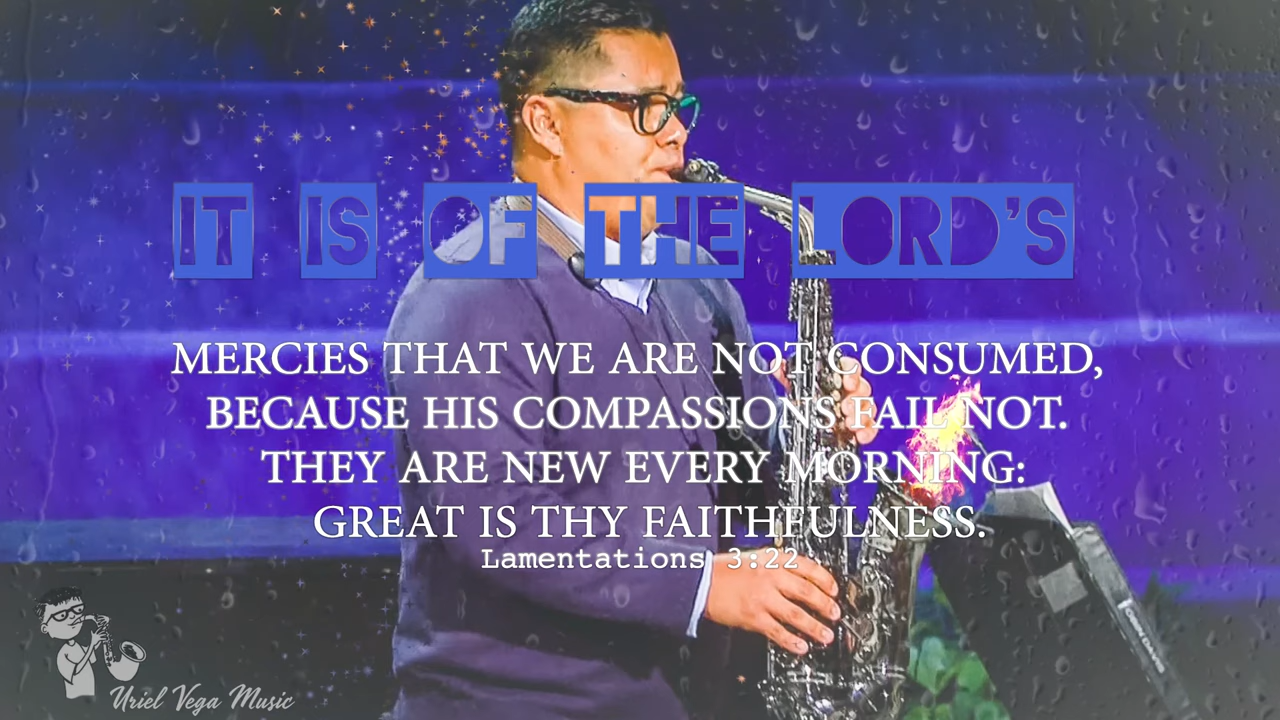 IT IS OF THE LORD'S
MERCIES THAT WE ARE NOT CONSUMED,
BECAUSE HIS COMPASSIONS FAIL NOT.
THEY ARE NEW EVERY MORNING:
GREAT IS THY FAITHFULNESS.
Lamentations 3:22
Uriel Vega Music